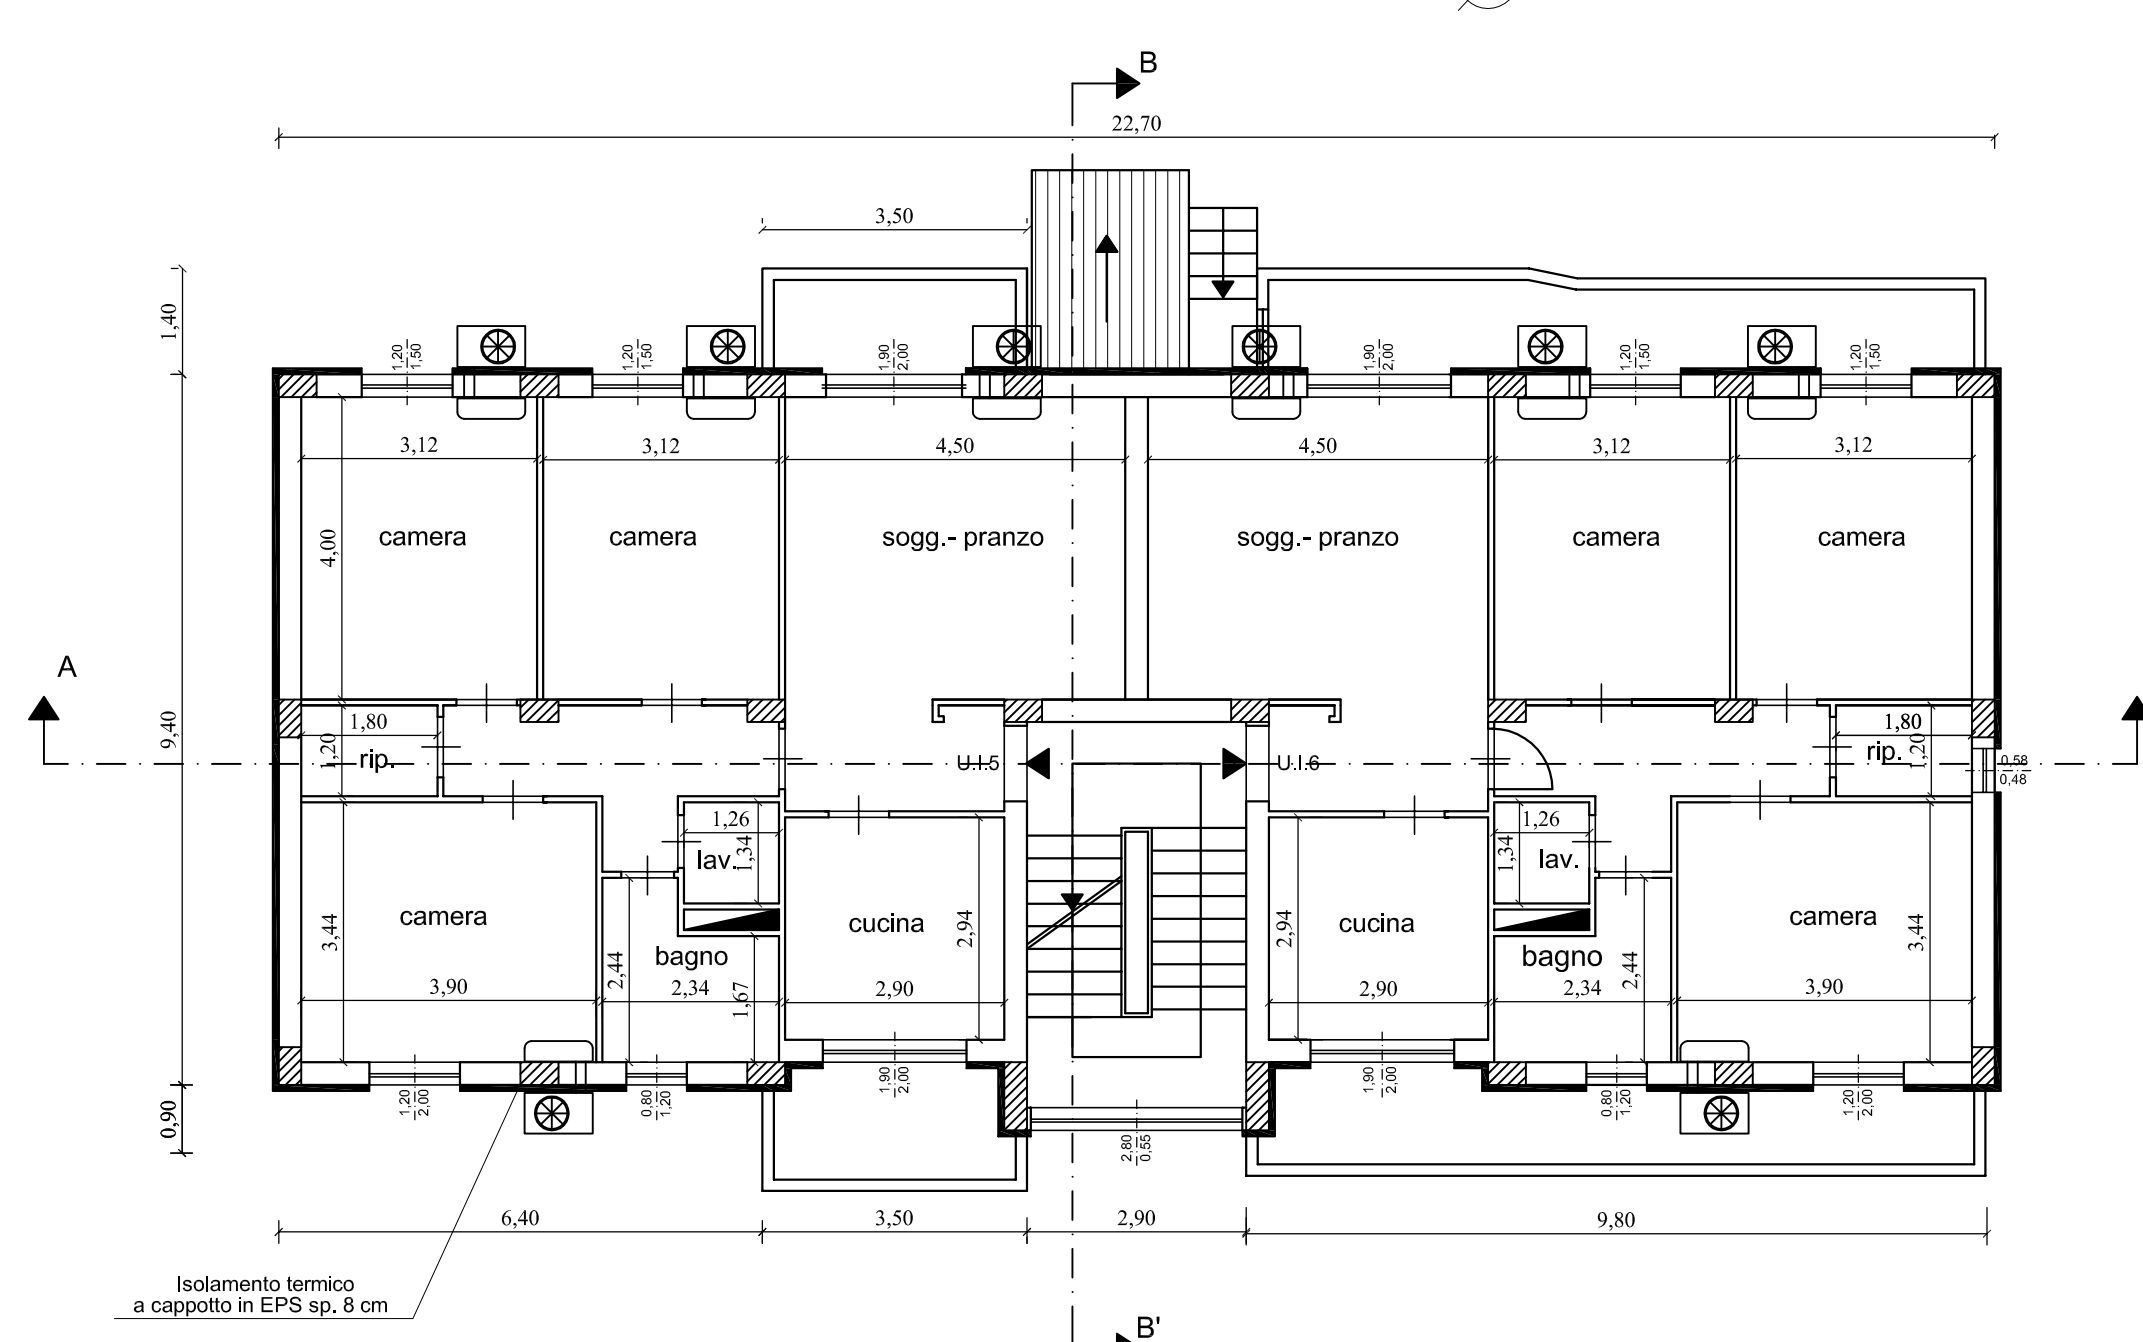 B
22,70
3,50
1,40
1,20 1,50
1,20 1,50
1,90 2,00
1,90 2,00
1,20 1,50
1,20 1,50
3,12
3,12
4,50
4,50
3,12
3,12
4,00
camera
camera
sogg.- pranzo
sogg.- pranzo
camera
camera
A
9,40
1,80
1,20
rip.
U.I.5
U.I.6
1,80
rip.
1,20
0,58
0,48
1,26
lav.
1,34
1,26
1,34
lav.
camera
3,44
cucina
2,94
2,94
cucina
camera
3,44
bagno
2,44
bagno
2,44
3,90
2,34
1,67
2,90
2,90
2,34
3,90
1,20 2,00
0,80 1,20
1,90 2,00
1,90 2,00
0,80 1,20
1,20 2,00
0,90
2,80 0,55
6,40
3,50
2,90
9,80
Isolamento termico
a cappotto in EPS sp. 8 cm
B'